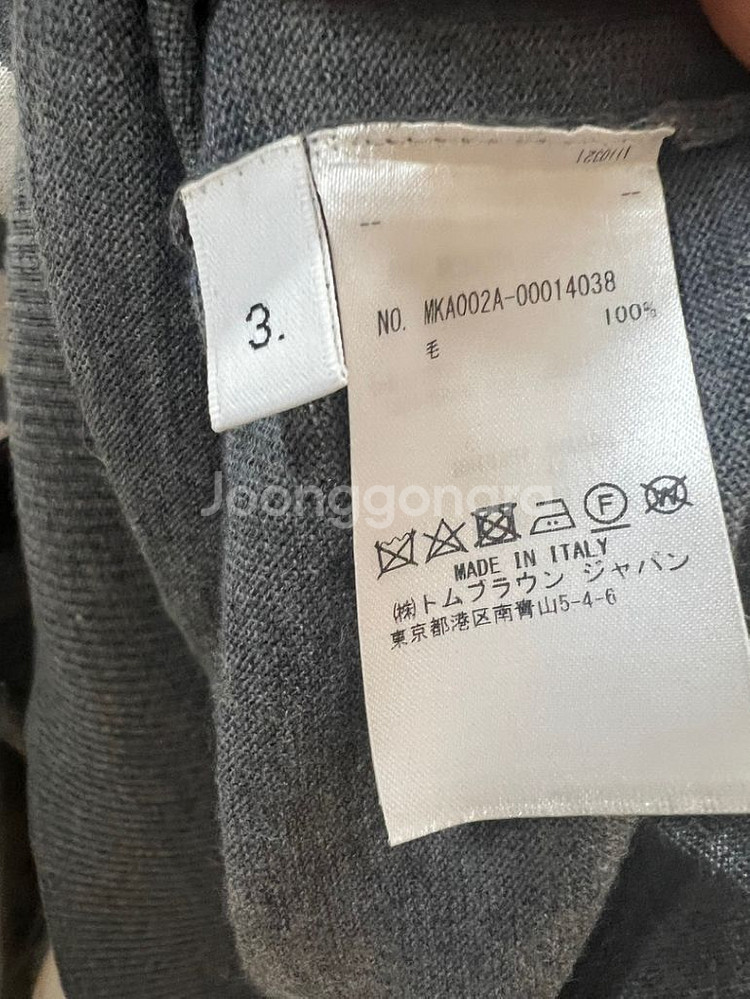 3.
NO. MKA002A-00014038
毛 100%
MADE IN ITALY
㈱トムブラウン ジャパン
東京都港区南青山5-4-6
F
W
Joonggonara